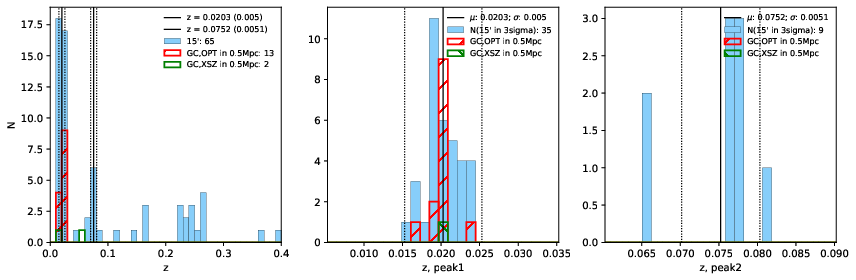 z = 0.0203 (0.005)
z = 0.0752 (0.0051)
15': 65
GC,OPT in 0.5Mpc: 13
GC,XSZ in 0.5Mpc: 2
17.5
15.0
12.5
10.0
7.5
5.0
2.5
0.0
N
0.0
0.1
0.2
0.3
0.4
z
μ: 0.0203; σ: 0.005
N(15' in 3sigma): 35
GC,OPT in 0.5Mpc
GC,XSZ in 0.5Mpc
10
8
6
4
2
0
0.010
0.015
0.020
0.025
0.030
0.035
z, peak1
μ: 0.0752; σ: 0.0051
N(15' in 3sigma): 9
GC,OPT in 0.5Mpc
GC,XSZ in 0.5Mpc
3.0
2.5
2.0
1.5
1.0
0.5
0.0
0.065
0.070
0.075
0.080
0.085
0.090
z, peak2